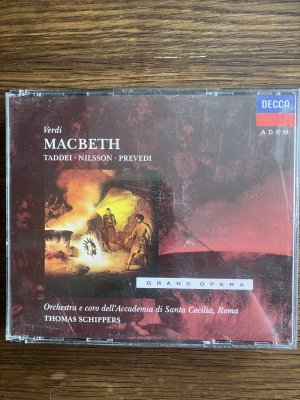 DECCA
ADRM
Verdi
MACBETH
TADDEI · NILSSON · PREVEDI
GRAND OPERA
Orchestra e coro dell'Accademia di Santa Cecilia, Roma
THOMAS SCHIPPERS